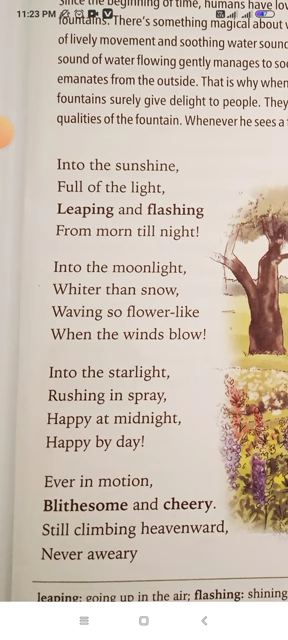 Since the beginning of time, humans have lov
11:23 PM
fountains. There's something magical about
of lively movement and soothing water soun
sound of water flowing gently manages to so
emanates from the outside. That is why when
fountains surely give delight to people. They
qualities of the fountain. Whenever he sees a
Into the sunshine,
Full of the light,
Leaping and flashing
From morn till night!
Into the moonlight,
Whiter than snow,
Waving so flower-like
When the winds blow!
Into the starlight,
Rushing in spray,
Happy at midnight,
Happy by day!
Ever in motion,
Blithesome and cheery.
Still climbing heavenward,
Never aweary
leaping: going up in the air; flashing: shining